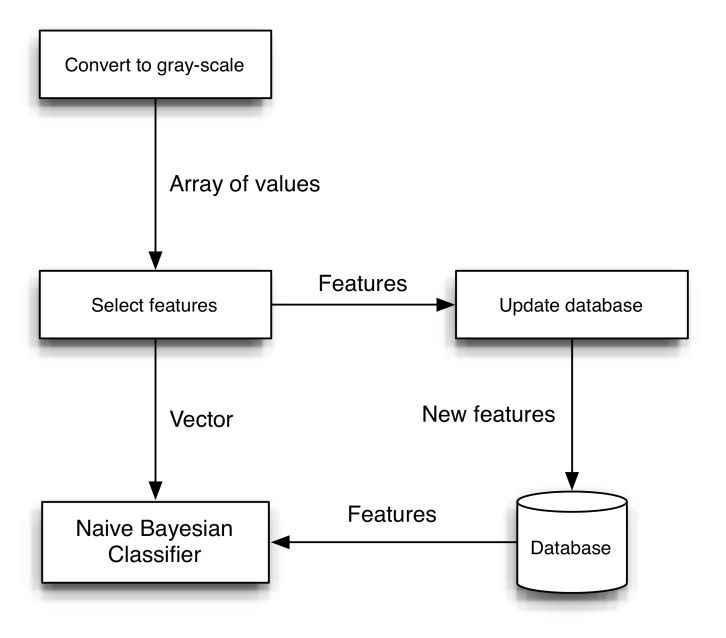 Convert to gray-scale
Array of values
Features
Select features
Update database
Vector
New features
Features
Naive Bayesian
Classifier
Database